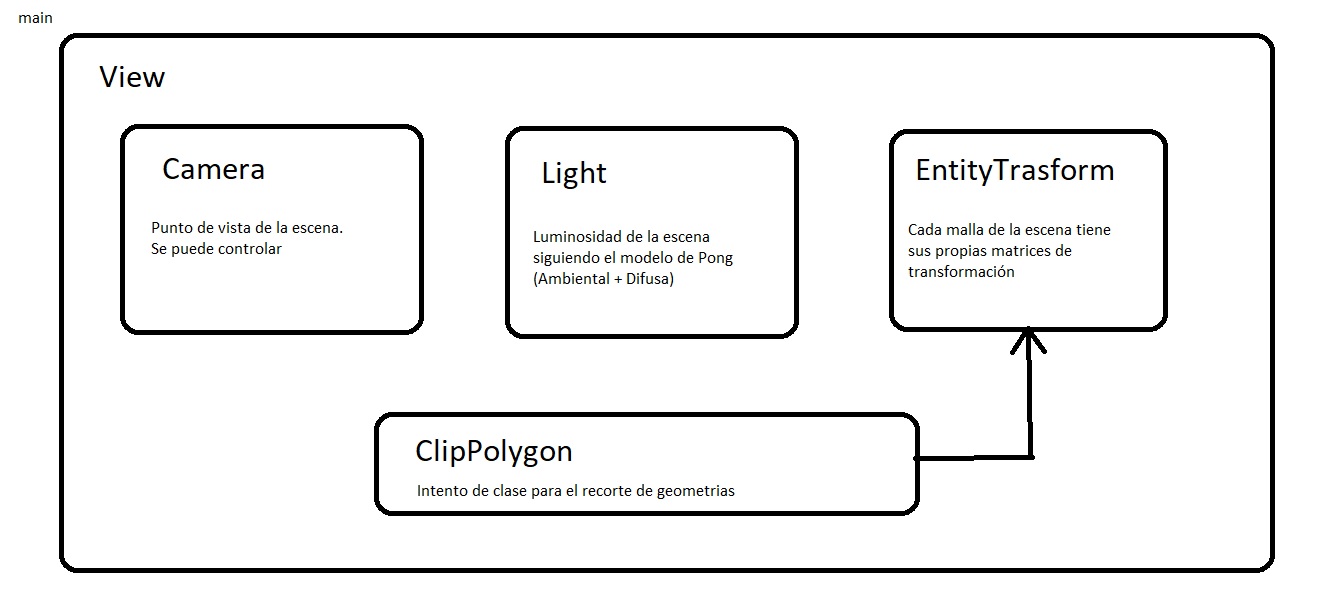 main
View
Camera
Punto de vista de la escena.
Se puede controlar
Light
Luminosidad de la escena
siguiendo el modelo de Pong
(Ambiental + Difusa)
EntityTrasform
Cada malla de la escena tiene
sus propias matrices de
transformación
ClipPolygon
Intento de clase para el recorte de geometrias